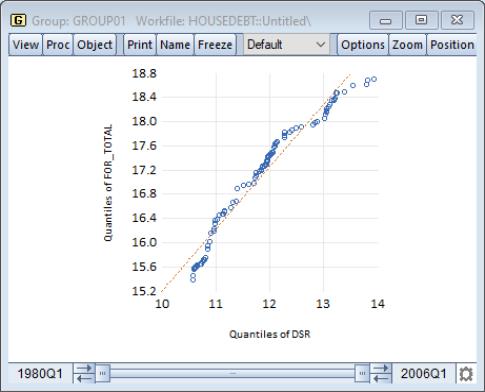 G Group: GROUP01 Workfile: HOUSEDEBT::Untitled\
View Proc Object Print Name Freeze Default Options Zoom Position
18.8
18.4
18.0
17.6
17.2
16.8
16.4
16.0
15.6
15.2
Quantiles of FOR_TOTAL
10 11 12 13 14
Quantiles of DSR
1980Q1 2006Q1